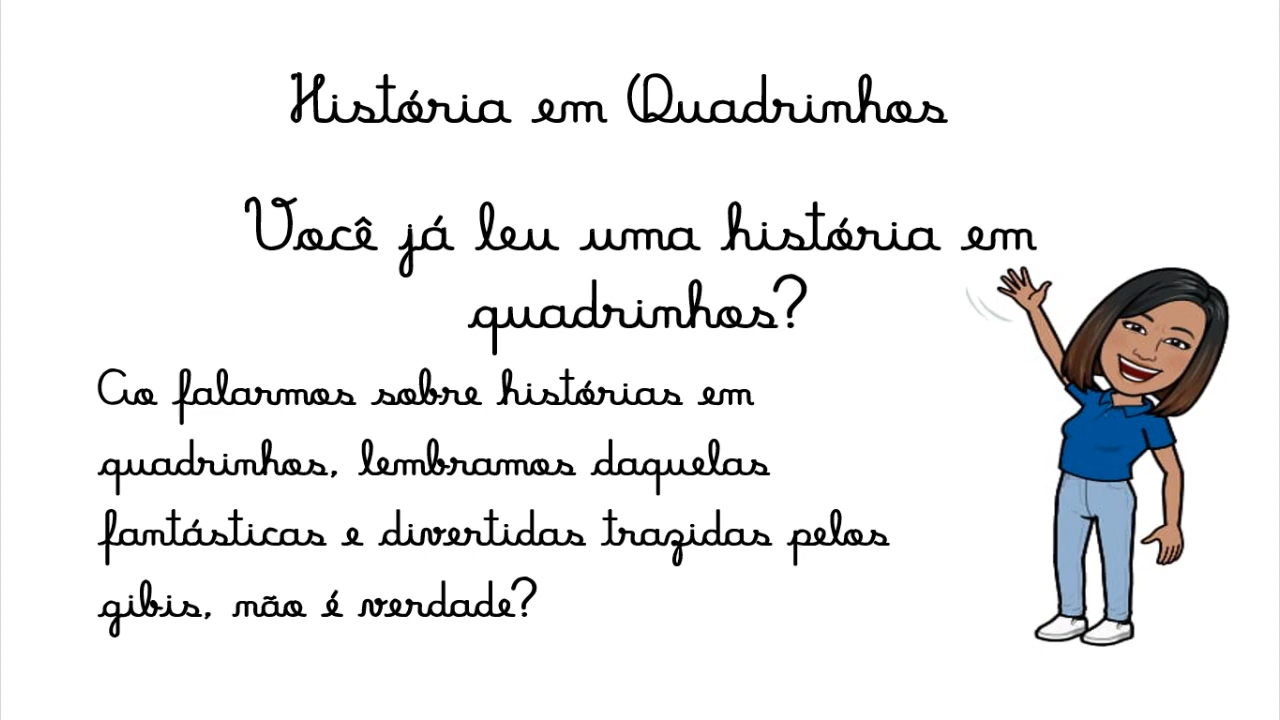 História em Quadrinhos
Você já leu uma história em
quadrinhos?
Ao falarmos sobre histórias em
quadrinhos, lembramos daquelas
fantásticas e divertidas trazidas pelos
gibis, não é verdade?